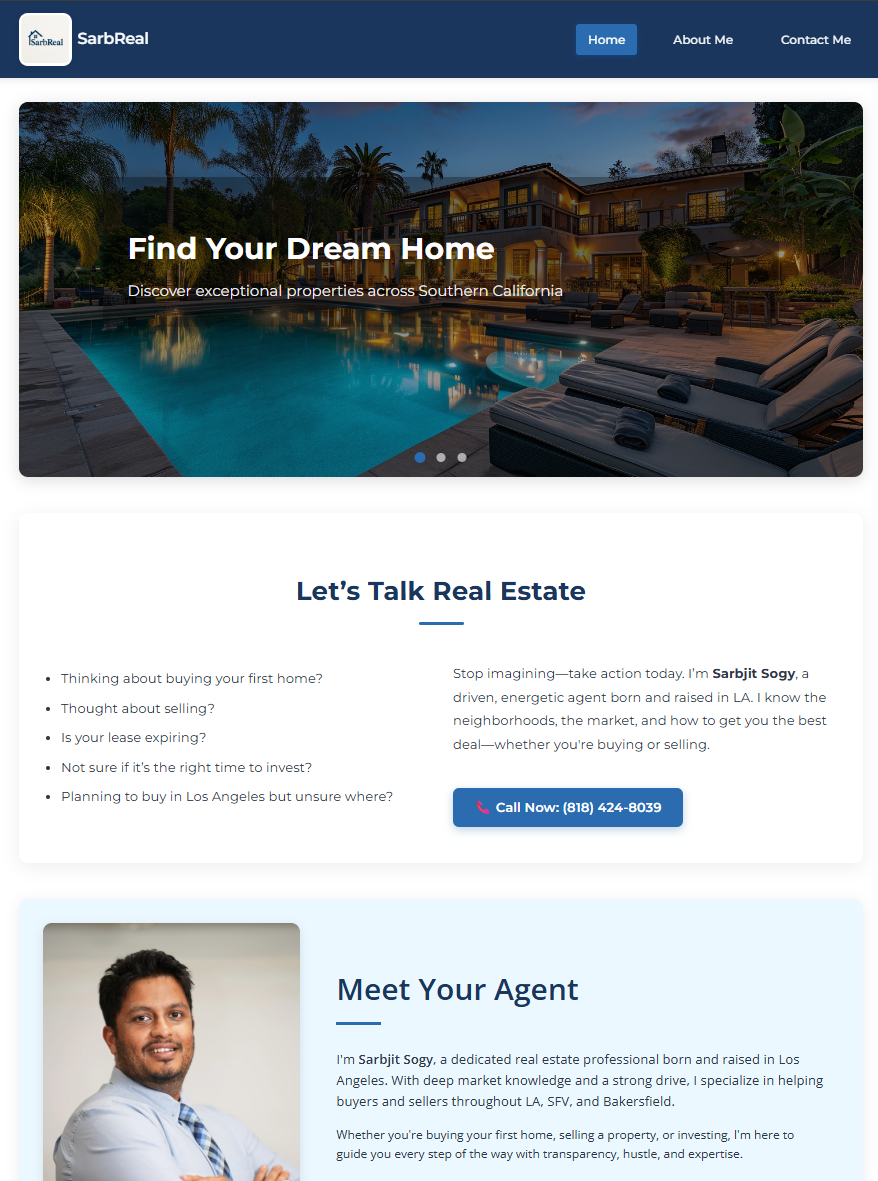 SarbReal
SarbReal
Home
About Me
Contact Me
Find Your Dream Home
Discover exceptional properties across Southern California
Let’s Talk Real Estate
Thinking about buying your first home?
Thought about selling?
Is your lease expiring?
Not sure if it’s the right time to invest?
Planning to buy in Los Angeles but unsure where?
Stop imagining—take action today. I’m Sarbjit Sogy, a
driven, energetic agent born and raised in LA. I know the
neighborhoods, the market, and how to get you the best
deal—whether you're buying or selling.
Call Now: (818) 424-8039
Meet Your Agent
I'm Sarbjit Sogy, a dedicated real estate professional born and raised in Los
Angeles. With deep market knowledge and a strong drive, I specialize in helping
buyers and sellers throughout LA, SFV, and Bakersfield.
Whether you're buying your first home, selling a property, or investing, I'm here to
guide you every step of the way with transparency, hustle, and expertise.